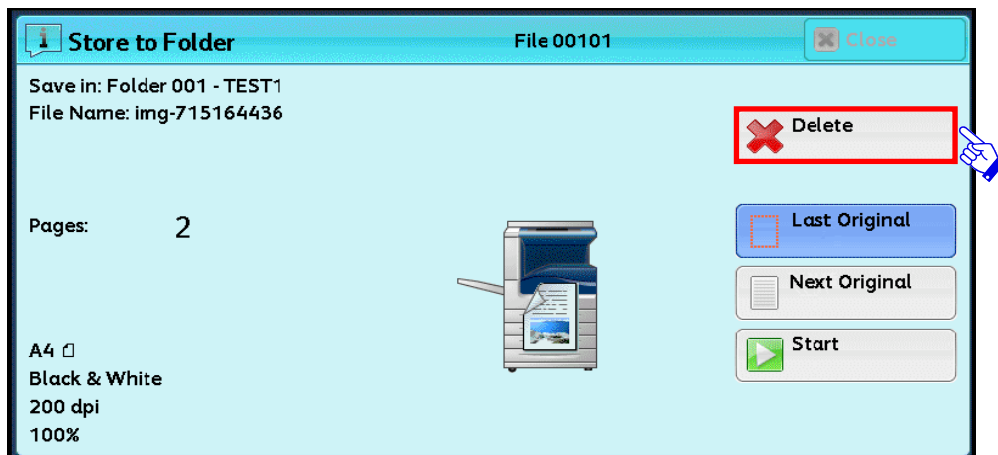 Store to Folder File 00101 Close
Save in: Folder 001 - TEST1
File Name: img-715164436
Delete
Pages: 2
Last Original
Next Original
Start
A4
Black & White
200 dpi
100%